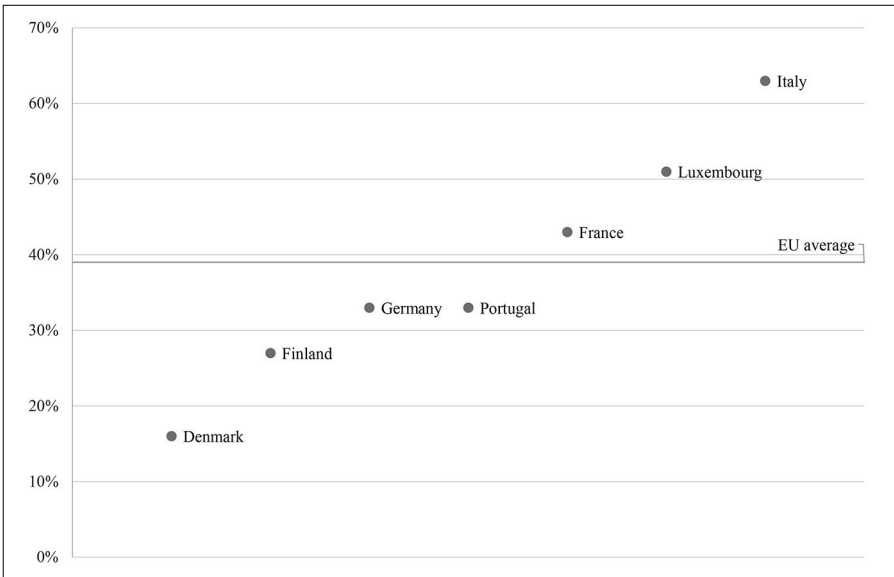 70%
Italy
60%
Luxembourg
50%
France
EU average
40%
Germany
Portugal
30%
Finland
20%
Denmark
10%
0%